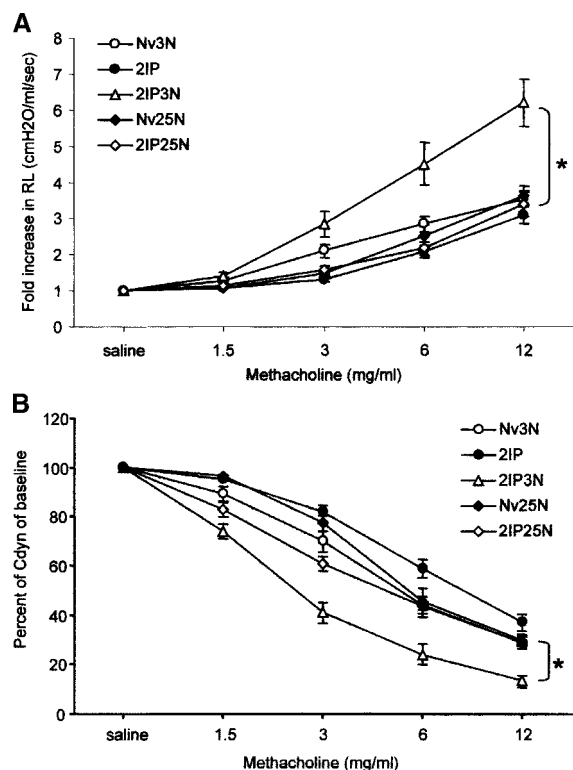 A
Nv3N
2IP
2IP3N
Nv25N
2IP25N
Fold increase in RL (cmH2O/ml/sec)
8
7
6
5
4
3
2
1
0
*
saline 1.5 3 6 12
Methacholine (mg/ml)
B
Nv3N
2IP
2IP3N
Nv25N
2IP25N
Percent of Cdyn of baseline
120
100
80
60
40
20
0
*
saline 1.5 3 6 12
Methacholine (mg/ml)